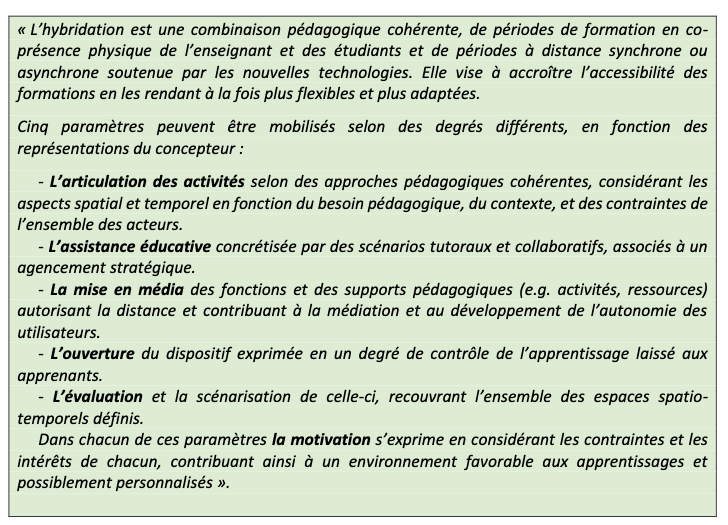 « L’hybridation est une combinaison pédagogique cohérente, de périodes de formation en co-
présence physique de l’enseignant et des étudiants et de périodes à distance synchrone ou
asynchrone soutenue par les nouvelles technologies. Elle vise à accroître l’accessibilité des
formations en les rendant à la fois plus flexibles et plus adaptées.
Cinq paramètres peuvent être mobilisés selon des degrés différents, en fonction des
représentations du concepteur :
- L’articulation des activités selon des approches pédagogiques cohérentes, considérant les
aspects spatial et temporel en fonction du besoin pédagogique, du contexte, et des contraintes de
l’ensemble des acteurs.
- L’assistance éducative concrétisée par des scénarios tutoraux et collaboratifs, associés à un
agencement stratégique.
- La mise en média des fonctions et des supports pédagogiques (e.g. activités, ressources)
autorisant la distance et contribuant à la médiation et au développement de l’autonomie des
utilisateurs.
- L’ouverture du dispositif exprimée en un degré de contrôle de l’apprentissage laissé aux
apprenants.
- L’évaluation et la scénarisation de celle-ci, recouvrant l’ensemble des espaces spatio-
temporels définis.
Dans chacun de ces paramètres la motivation s’exprime en considérant les contraintes et les
intérêts de chacun, contribuant ainsi à un environnement favorable aux apprentissages et
possiblement personnalisés ».